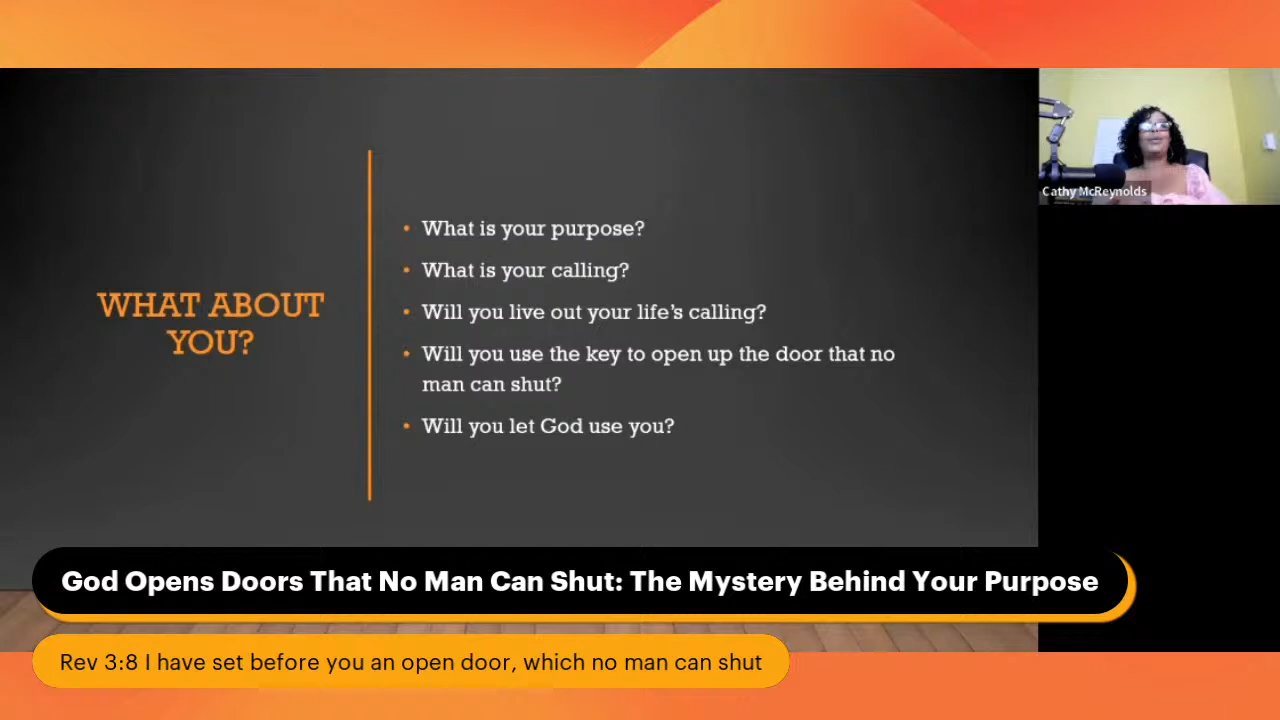 WHAT ABOUT
YOU?
• What is your purpose?
• What is your calling?
• Will you live out your life's calling?
• Will you use the key to open up the door that no
man can shut?
• Will you let God use you?
Cathy McReynolds
God Opens Doors That No Man Can Shut: The Mystery Behind Your Purpose
Rev 3:8 I have set before you an open door, which no man can shut